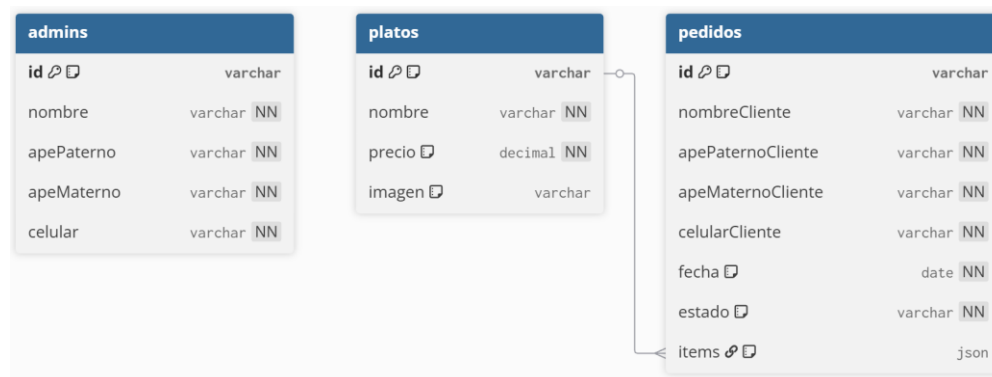 admins
id varchar
nombre varchar NN
apePaterno varchar NN
apeMaterno varchar NN
celular varchar NN
platos
id varchar
nombre varchar NN
precio decimal NN
imagen varchar
pedidos
id varchar
nombreCliente varchar NN
apePaternoCliente varchar NN
apeMaternoCliente varchar NN
celularCliente varchar NN
fecha date NN
estado varchar NN
items json